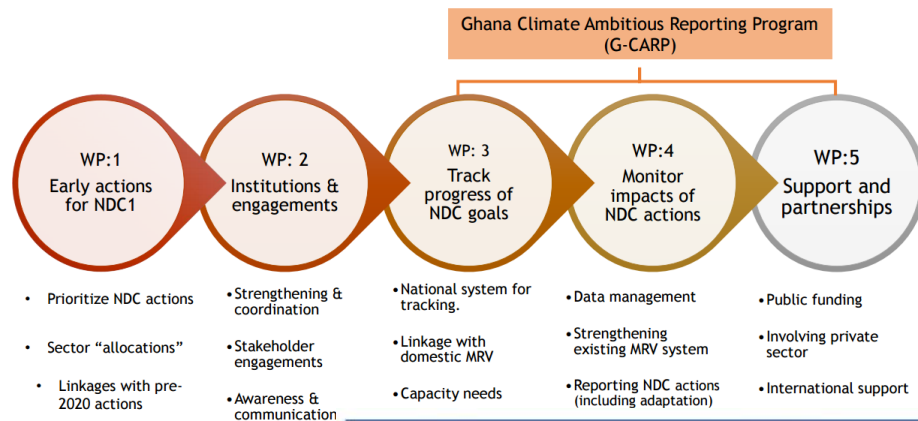 Ghana Climate Ambitious Reporting Program
(G-CARP)
WP:1
Early actions
for NDC1
WP: 2
Institutions &
engagements
WP: 3
Track
progress of
NDC goals
WP:4
Monitor
impacts of
NDC actions
WP:5
Support and
partnerships
• Prioritize NDC actions
• Sector “allocations”
• Linkages with pre-
2020 actions
•Strengthening &
coordination
•Stakeholder
engagements
•Awareness &
communication
•National system for
tracking.
•Linkage with
domestic MRV
•Capacity needs
•Data management
•Strengthening
existing MRV system
•Reporting NDC actions
(including adaptation)
•Public funding
•Involving private
sector
•International support